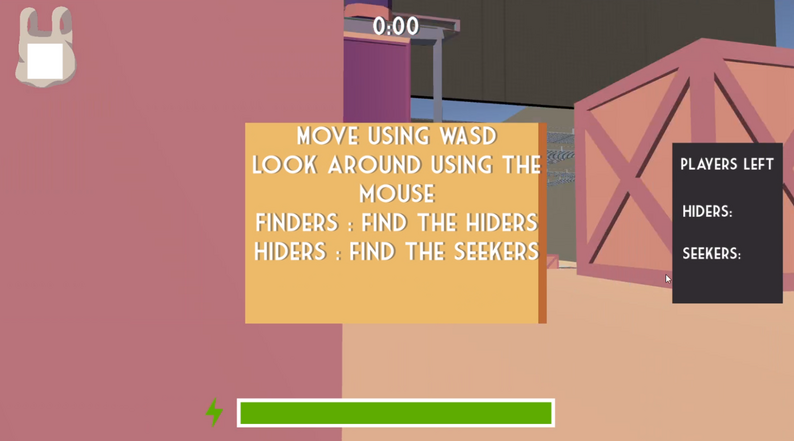 0:00
MOVE USING WASD
LOOK AROUND USING THE
MOUSE
FINDERS : FIND THE HIDERS
HIDERS : FIND THE SEEKERS
PLAYERS LEFT
HIDERS:
SEEKERS: